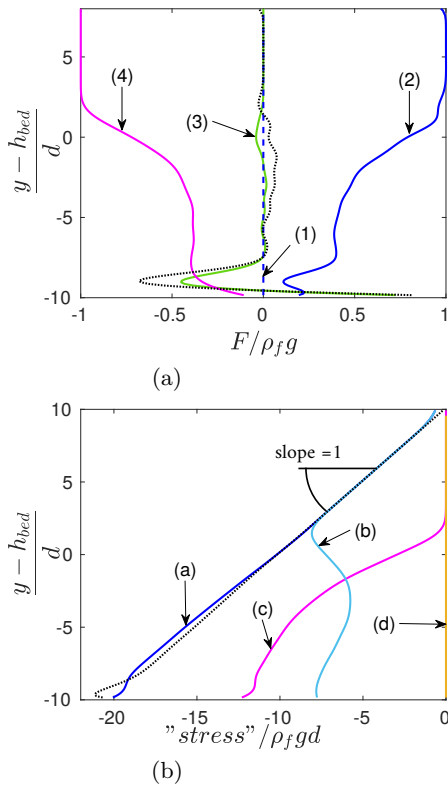 5
0
-5
-10
y − h_bed
d
(4)
(2)
(3)
(1)
-1 -0.5 0 0.5 1
F/ρ_f g
(a)
10
5
0
-5
-10
y − h_bed
d
slope =1
(a)
(b)
(c)
(d)
-20 -15 -10 -5 0
"stress"/ρ_f gd
(b)